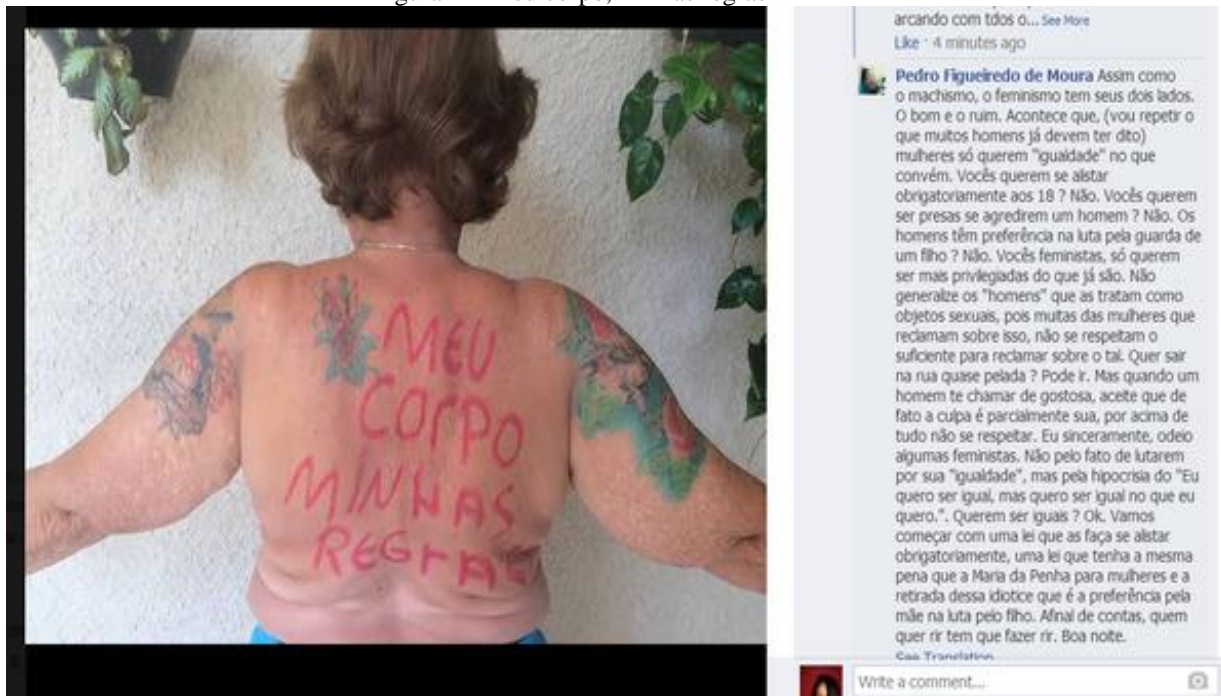 MEU
CORPO
MINHAS
REGRAS
arcando com tdos o... See More
Like · 4 minutes ago
Pedro Figueiredo de Moura Assim como
o machismo, o feminismo tem seus dois lados.
O bom e o ruim. Acontece que, (vou repetir o
que muitos homens já devem ter dito)
mulheres só querem "igualdade" no que
convém. Vocês querem se alistar
obrigatoriamente aos 18 ? Não. Vocês querem
ser presas se agredirem um homem ? Não. Os
homens têm preferência na luta pela guarda de
um filho ? Não. Vocês feministas, só querem
ser mais privilegiadas do que já são. Não
generalze os "homens" que as tratam como
objetos sexuais, pois muitas das mulheres que
reclamam sobre isso, não se respeitam o
suficiente para reclamar sobre o tal. Quer sair
na rua quase pelada ? Pode ir. Mas quando um
homem te chamar de gostosa, aceite que de
fato a culpa é parcialmente sua, por acima de
tudo não se respeitar. Eu sinceramente, odeio
algumas feministas. Não pelo fato de lutarem
por sua "igualdade", mas pela hipocrisia do "Eu
quero ser igual, mas quero ser igual no que eu
quero.". Querem ser iguais ? Ok. Vamos
começar com uma lei que as faça se alistar
obrigatoriamente, uma lei que tenha a mesma
pena que a Maria da Penha para mulheres e a
retirada dessa idiotice que é a preferência pela
mãe na luta pelo filho. Afinal de contas, quem
quer rir tem que fazer rir. Boa noite.
See Translation
Write a comment...